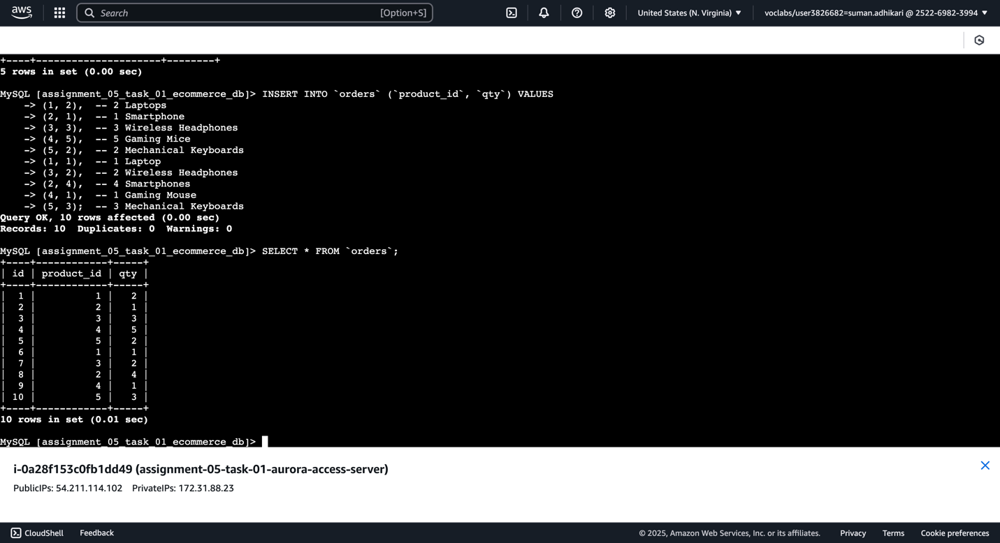 aws
Search [Option+S]
United States (N. Virginia) ▼ voclabs/user3826682=suman.adhikari @ 2522-6982-3994 ▼
+----+---------------------+--------+
5 rows in set (0.00 sec)
MySQL [assignment_05_task_01_ecommerce_db]> INSERT INTO `orders` (`product_id`, `qty`) VALUES
    -> (1, 2),  -- 2 Laptops
    -> (2, 1),  -- 1 Smartphone
    -> (3, 3),  -- 3 Wireless Headphones
    -> (4, 5),  -- 5 Gaming Mice
    -> (5, 2),  -- 2 Mechanical Keyboards
    -> (1, 1),  -- 1 Laptop
    -> (3, 2),  -- 2 Wireless Headphones
    -> (2, 4),  -- 4 Smartphones
    -> (4, 1),  -- 1 Gaming Mouse
    -> (5, 3);  -- 3 Mechanical Keyboards
Query OK, 10 rows affected (0.00 sec)
Records: 10  Duplicates: 0  Warnings: 0
MySQL [assignment_05_task_01_ecommerce_db]> SELECT * FROM `orders`;
+----+------------+-----+
| id | product_id | qty |
+----+------------+-----+
|  1 |          1 |   2 |
|  2 |          2 |   1 |
|  3 |          3 |   3 |
|  4 |          4 |   5 |
|  5 |          5 |   2 |
|  6 |          1 |   1 |
|  7 |          3 |   2 |
|  8 |          2 |   4 |
|  9 |          4 |   1 |
| 10 |          5 |   3 |
+----+------------+-----+
10 rows in set (0.01 sec)
MySQL [assignment_05_task_01_ecommerce_db]>
i-0a28f153c0fb1dd49 (assignment-05-task-01-aurora-access-server)
PublicIPs: 54.211.114.102 PrivateIPs: 172.31.88.23
CloudShell Feedback © 2025, Amazon Web Services, Inc. or its affiliates. Privacy Terms Cookie preferences